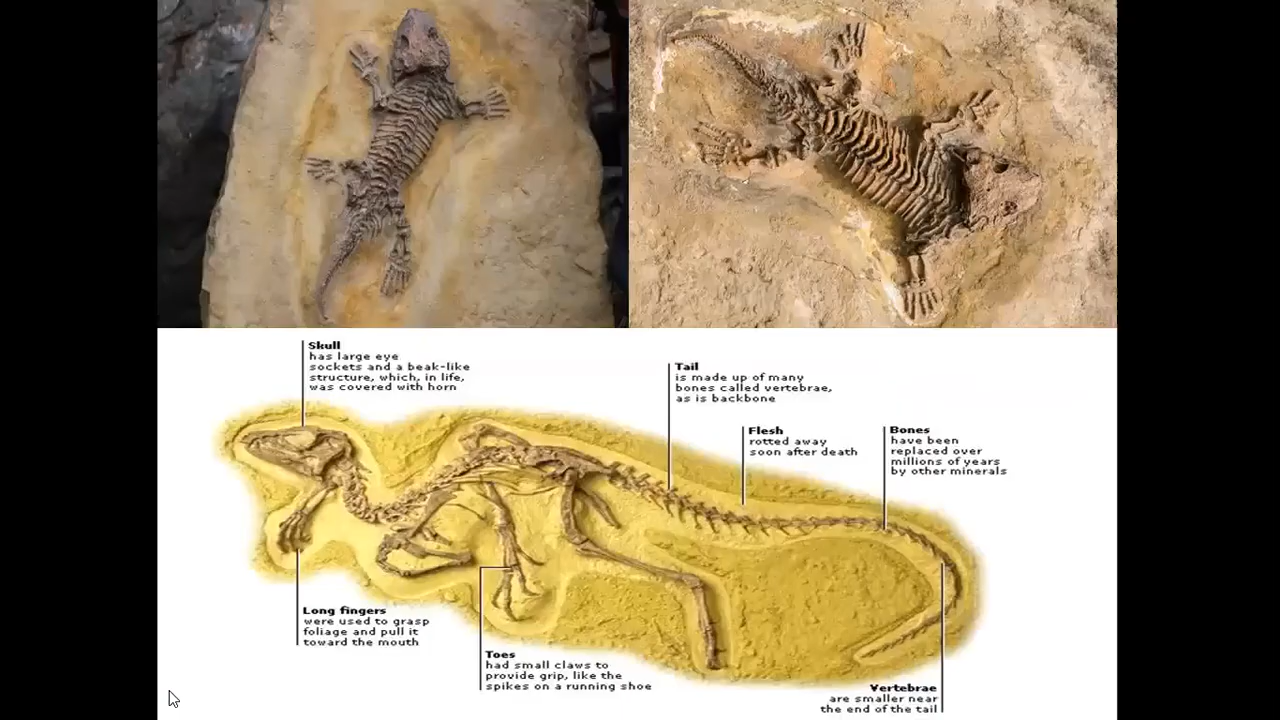 Skull
has large eye
sockets and a beak-like
structure, which, in life,
was covered with horn
Tail
is made up of many
bones called vertebrae,
as is backbone
Flesh
rotted away
soon after death
Bones
have been
replaced over
millions of years
by other minerals
Long fingers
were used to grasp
foliage and pull it
toward the mouth
Toes
had small claws to
provide grip, like the
spikes on a running shoe
Vertebrae
are smaller near
the end of the tail